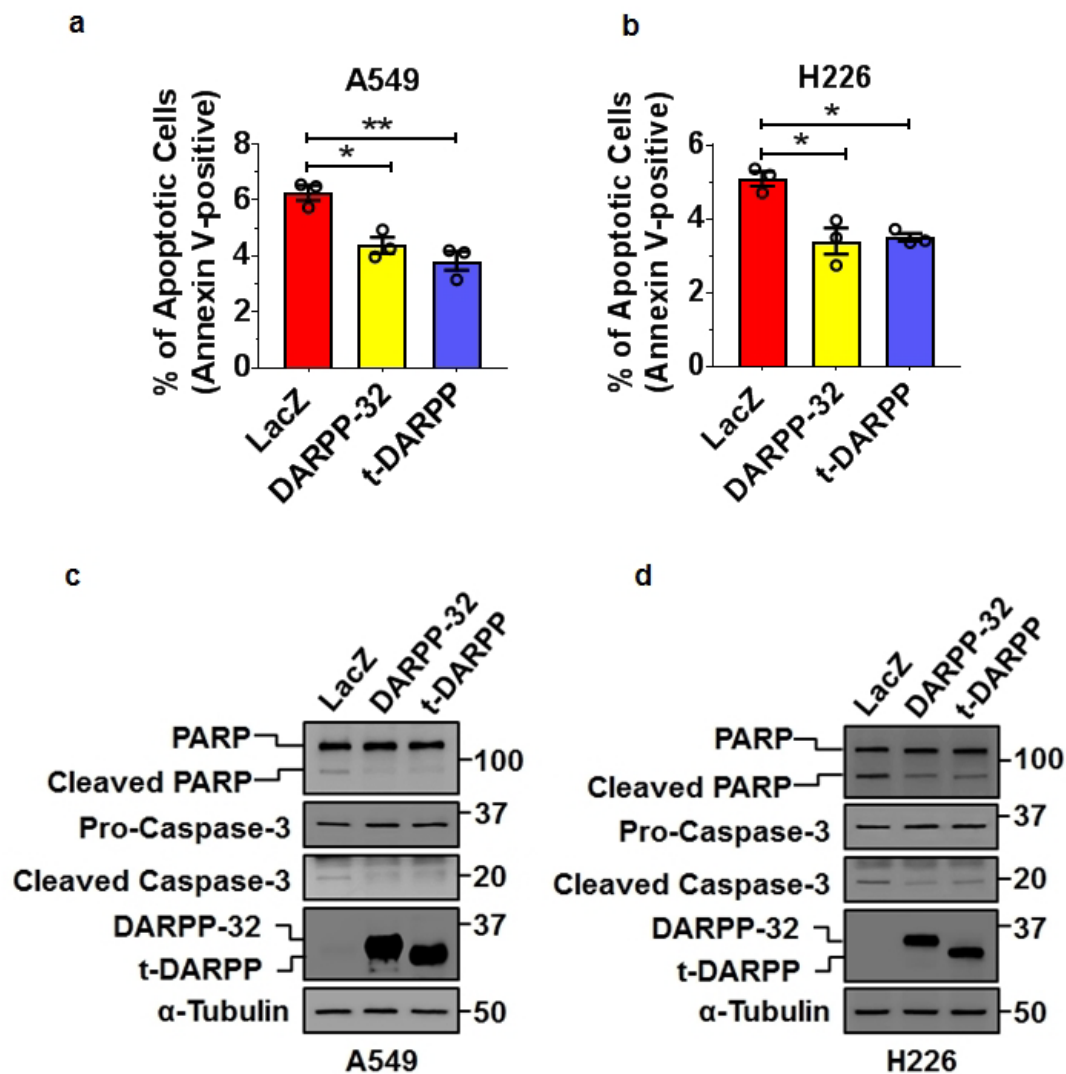 a
A549
% of Apoptotic Cells
(Annexin V-positive)
8
6
4
2
0
**
*
LacZ
DARPP-32
t-DARPP
b
H226
% of Apoptotic Cells
(Annexin V-positive)
6
4
2
0
*
*
LacZ
DARPP-32
t-DARPP
c
LacZ
DARPP-32
t-DARPP
PARP
Cleaved PARP
100
Pro-Caspase-3
37
Cleaved Caspase-3
20
DARPP-32
37
t-DARPP
α-Tubulin
50
A549
d
LacZ
DARPP-32
t-DARPP
PARP
Cleaved PARP
100
Pro-Caspase-3
37
Cleaved Caspase-3
20
DARPP-32
37
t-DARPP
α-Tubulin
50
H226